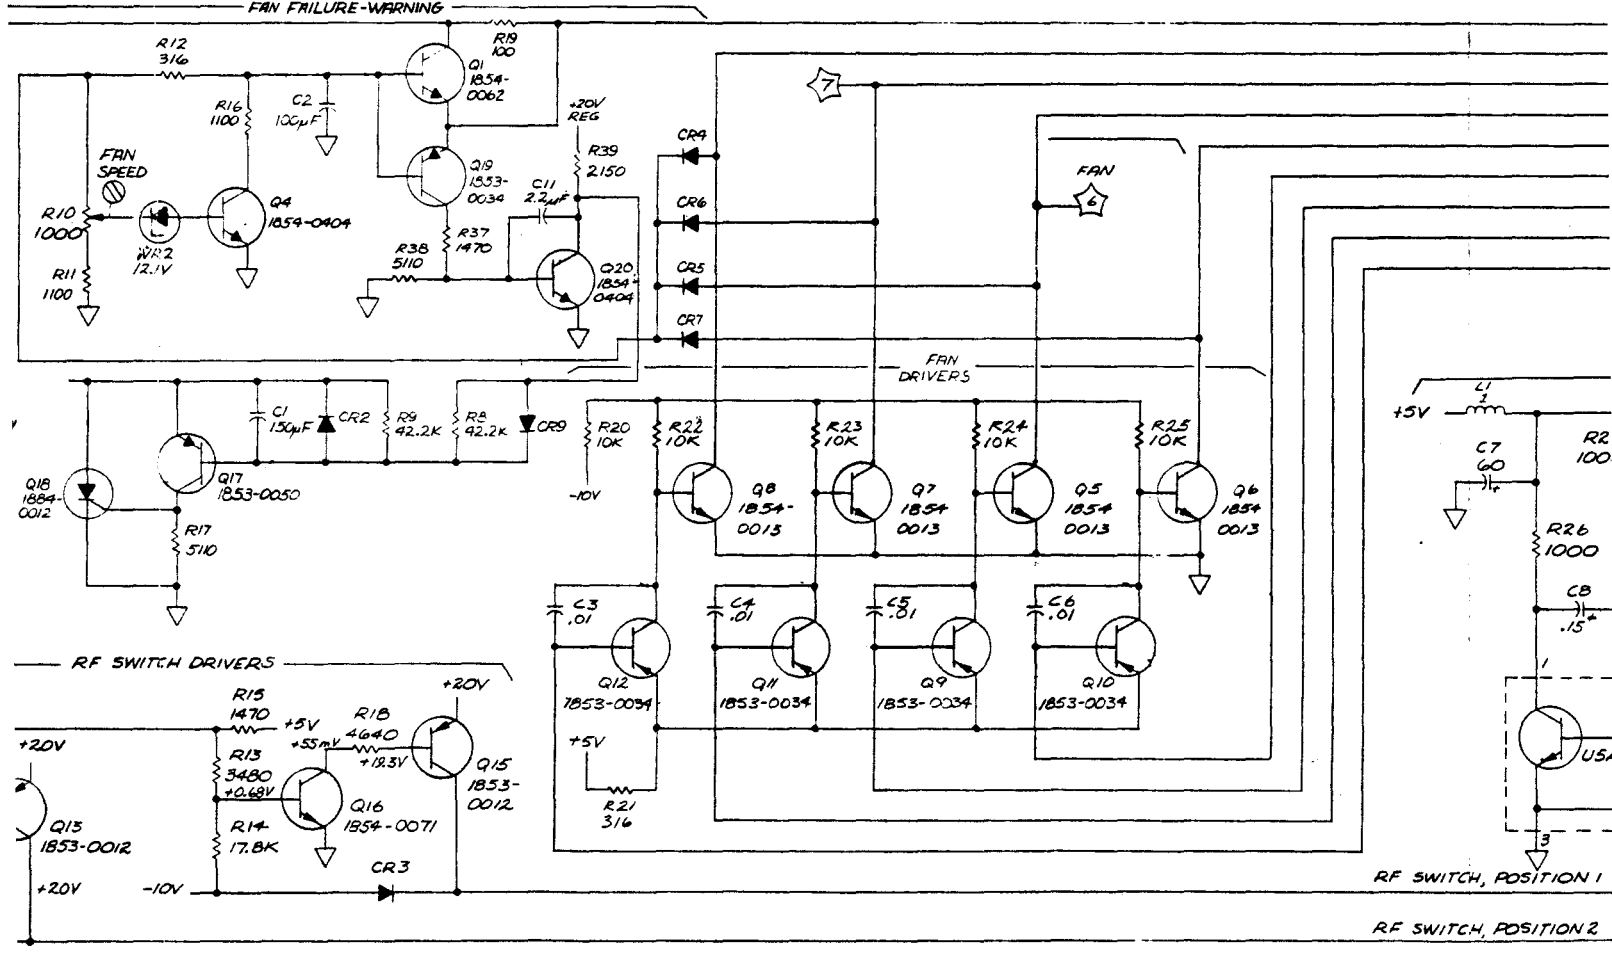 FAN FAILURE-WARNING
R12
316
R19
100
Q1
1854-
0062
7
R16
1100
C2
100µF
+20V
REG
CR4
FAN
SPEED
R39
2150
Q19
1853-
0034
C11
2.2µF
FAN
6
CR6
R10
1000
Q4
1854-0404
R37
1470
R38
5110
12.1V
R11
1100
Q20
1854-
0404
CR5
CR7
FAN
DRIVERS
L1
1
+5V
C1
150µF
CR2
R9
42.2K
R8
42.2K
CR9
R20
10K
R22
10K
R23
10K
R24
10K
R25
10K
C7
60
+
R2
100
Q18
1884-
0012
Q17
1853-0050
-10V
Q8
1854-
0013
Q7
1854
0013
Q5
1854
0013
Q6
1854
0013
R17
5110
R26
1000
C3
.01
C4
.01
C5
.01
C6
.01
C8
.15
+
RF SWITCH DRIVERS
Q12
1853-0034
Q11
1853-0034
Q9
1853-0034
Q10
1853-0034
1
+20V
R15
1470
+5V
R18
4640
+55mV
+19.3V
+5V
+20V
R13
3480
+0.68V
Q15
1853-
0012
U5A
Q16
1854-0071
R21
316
Q13
1853-0012
R14
17.8K
3
CR3
+20V
-10V
RF SWITCH, POSITION 1
RF SWITCH, POSITION 2